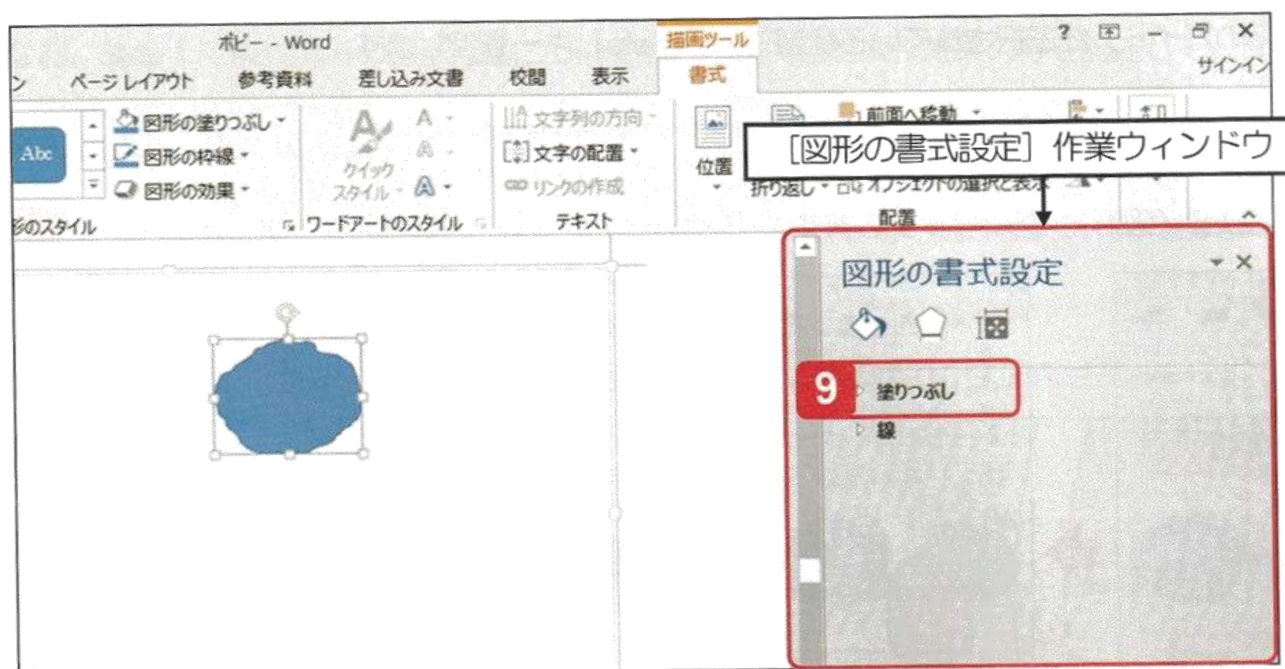 ポピー - Word 描画ツール ? サインイン
ン ページ レイアウト 参考資料 差し込み文書 校閲 表示 書式
Abc 図形の塗りつぶし
図形の枠線
図形の効果
形のスタイル
クイック
スタイル
ワードアートのスタイル
文字列の方向
文字の配置
リンクの作成
テキスト
位置
前面へ移動
[図形の書式設定] 作業ウィンドウ
折り返し オブジェクトの選択と表示
配置
図形の書式設定
9 塗りつぶし
線